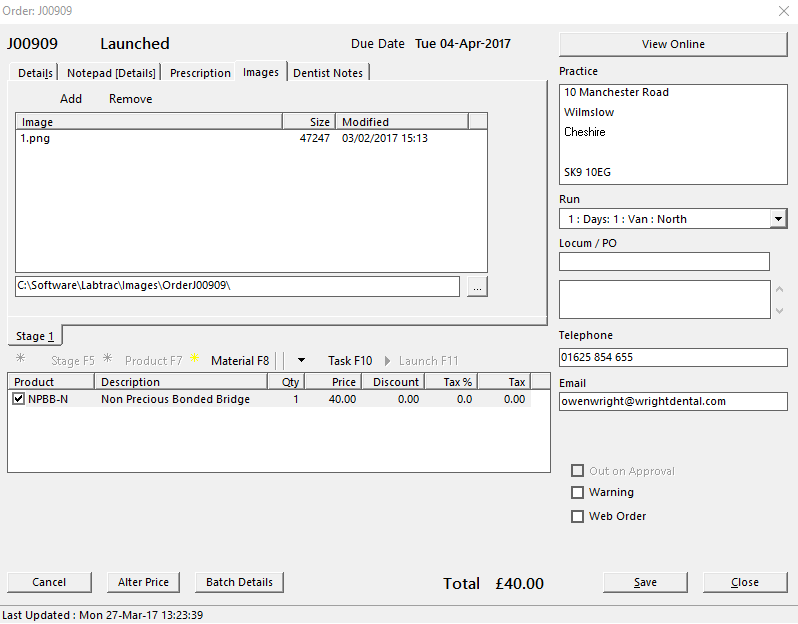 Order: J00909
J00909 Launched Due Date Tue 04-Apr-2017
Details Notepad [Details] Prescription Images Dentist Notes
Add Remove
Image Size Modified
1.png 47247 03/02/2017 15:13
C:\Software\Labtrac\Images\OrderJ00909\ ...
View Online
Practice
10 Manchester Road
Wilmslow
Cheshire
SK9 10EG
Run
1 : Days: 1 : Van : North
Locum / PO
Telephone
01625 854 655
Email
owenwright@wrightdental.com
Out on Approval
Warning
Web Order
Stage 1
Stage F5 Product F7 Material F8 Task F10 Launch F11
Product Description Qty Price Discount Tax % Tax
NPBB-N Non Precious Bonded Bridge 1 40.00 0.00 0.0 0.00
Cancel Alter Price Batch Details Total £40.00 Save Close
Last Updated : Mon 27-Mar-17 13:23:39